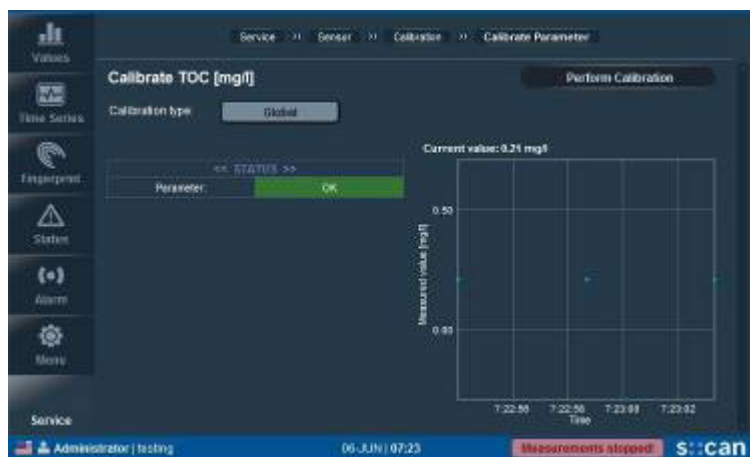 Values
Service >> Sensor >> Calibration >> Calibrate Parameter
Calibrate TOC [mg/l]
Perform Calibration
Time Series
Calibration type:
Global
Current value: 0.21 mg/l
Fingerprint
<< STATUS >>
Parameter:
OK
0.50
Status
Measured value [mg/l]
Alarm
0.00
Menu
7:22:56
7:22:58
7:23:00
7:23:02
Time
Service
Administrator | testing
06-JUN | 07:23
Measurements stopped!
s::can